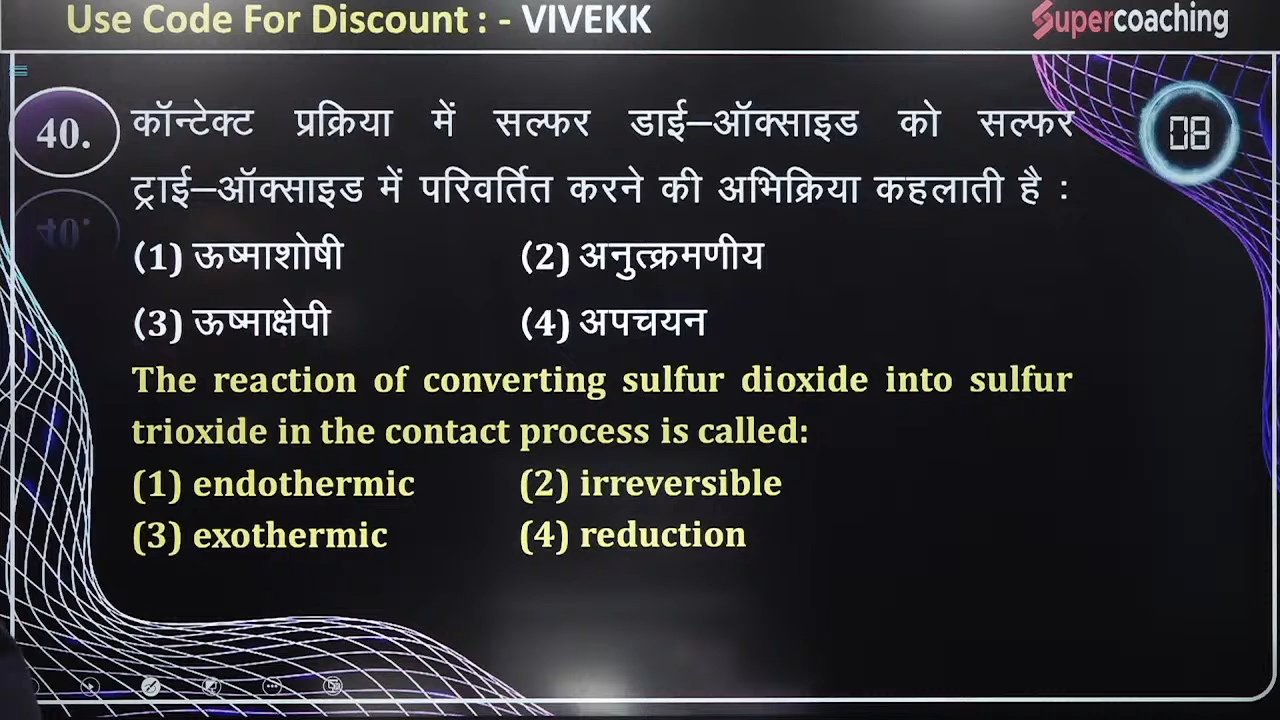 Use Code For Discount : - VIVEKK
Supercoaching
40.
08
कॉन्टेक्ट प्रक्रिया में सल्फर डाई–ऑक्साइड को सल्फर
ट्राई–ऑक्साइड में परिवर्तित करने की अभिक्रिया कहलाती है :
(1) ऊष्माशोषी (2) अनुत्क्रमणीय
(3) ऊष्माक्षेपी (4) अपचयन
The reaction of converting sulfur dioxide into sulfur
trioxide in the contact process is called:
(1) endothermic (2) irreversible
(3) exothermic (4) reduction